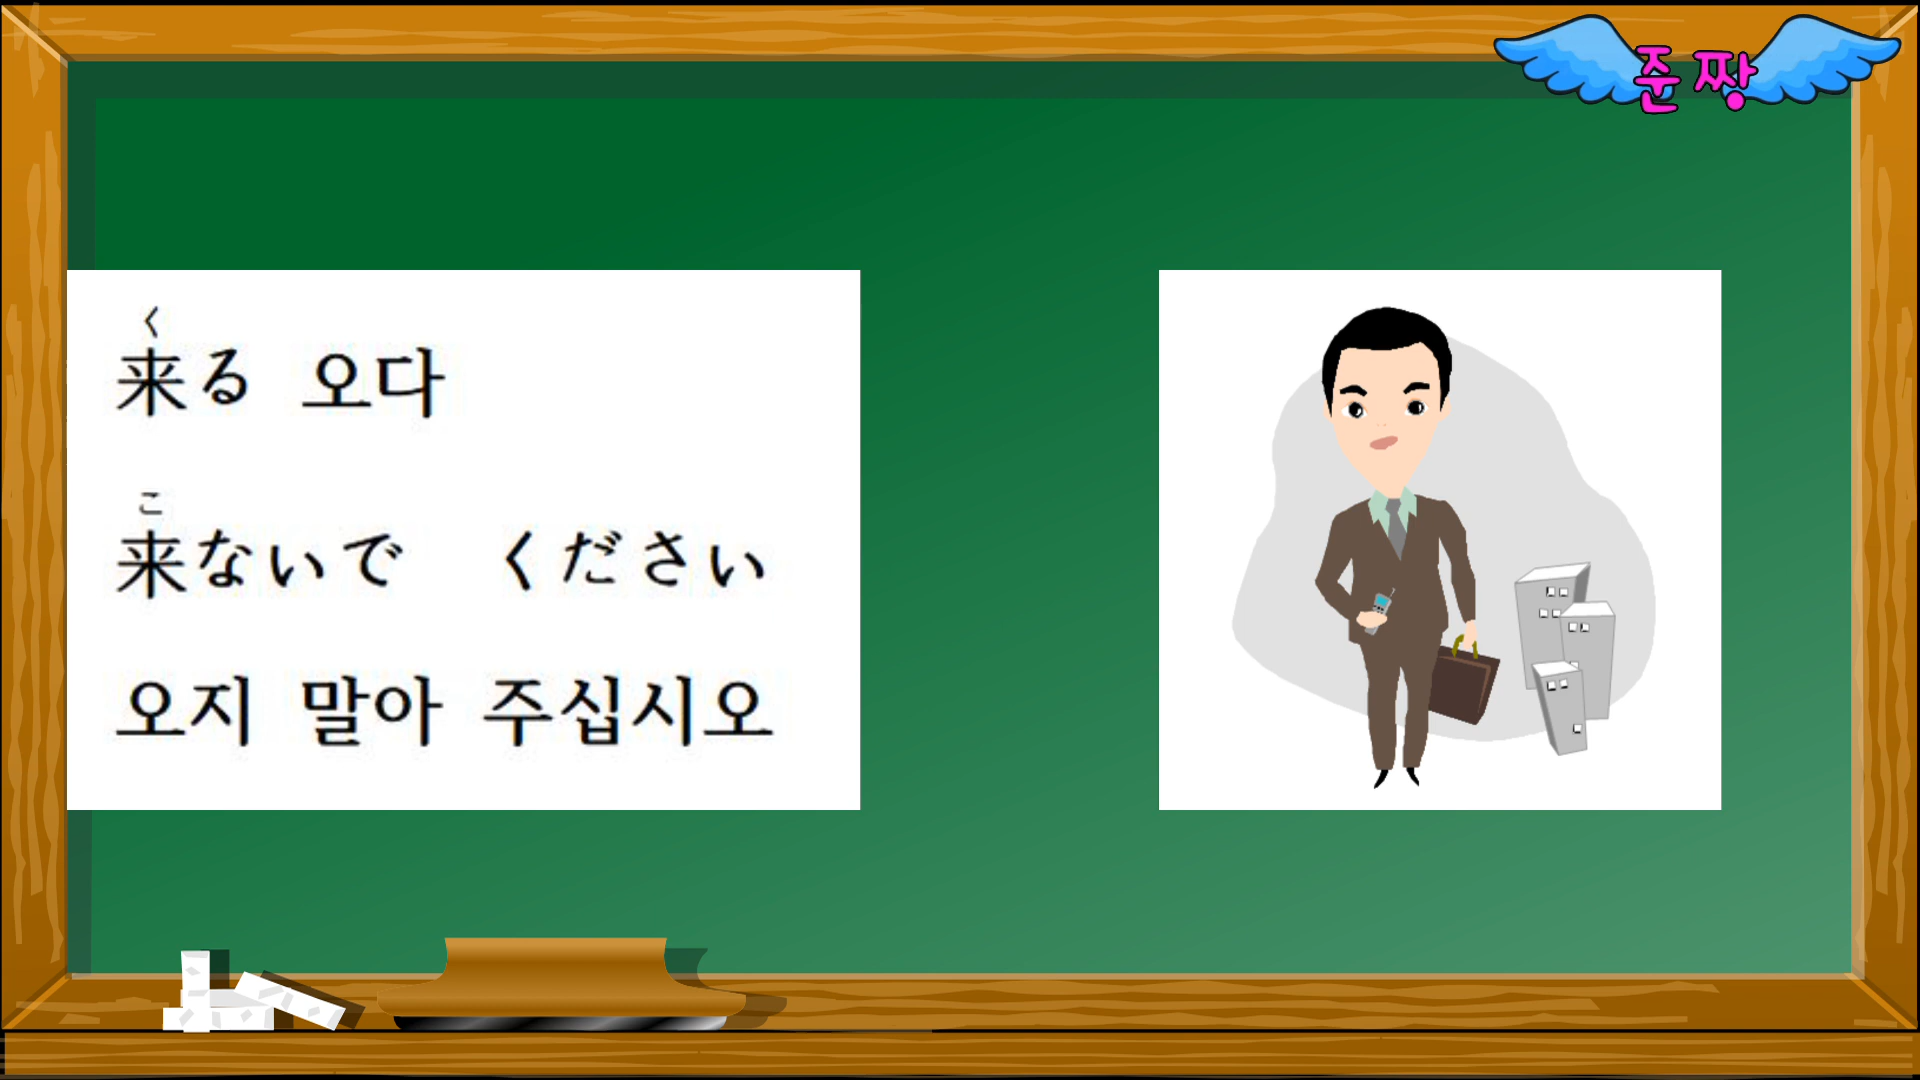 준짱
く
来る 오다
こ
来ないで ください
오지 말아 주십시오